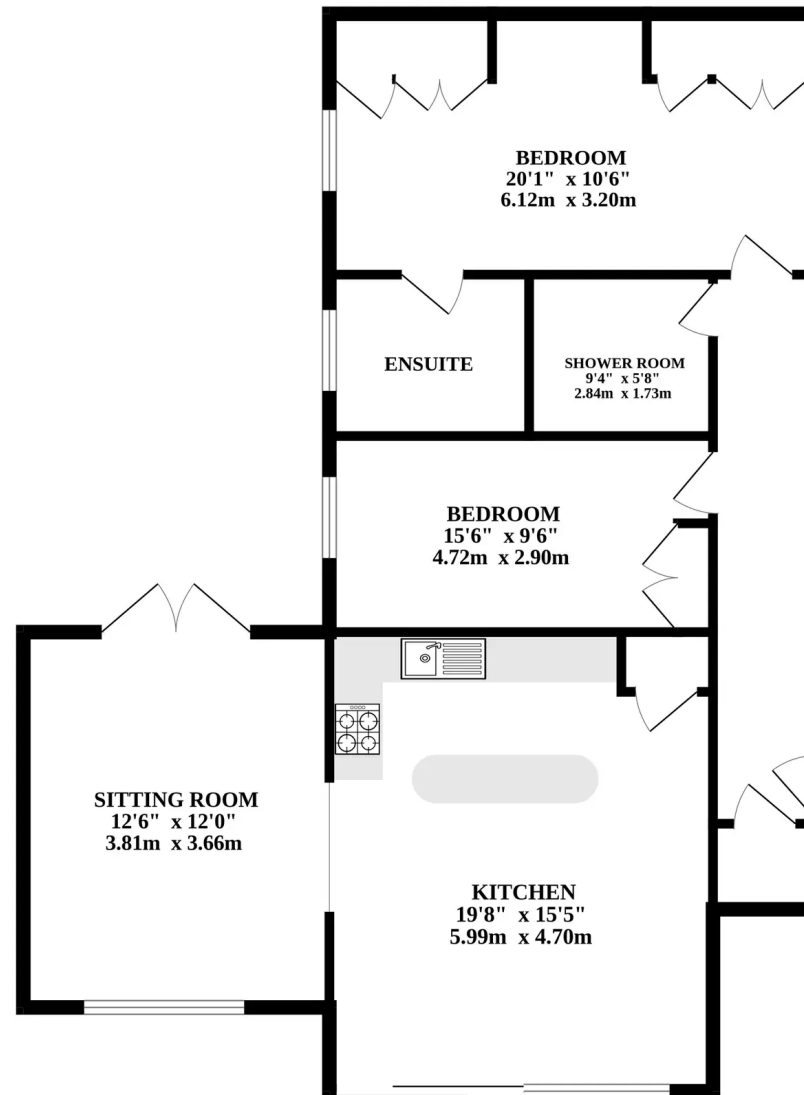 BEDROOM
20'1" x 10'6"
6.12m x 3.20m
ENSUITE
SHOWER ROOM
9'4" x 5'8"
2.84m x 1.73m
BEDROOM
15'6" x 9'6"
4.72m x 2.90m
SITTING ROOM
12'6" x 12'0"
3.81m x 3.66m
KITCHEN
19'8" x 15'5"
5.99m x 4.70m